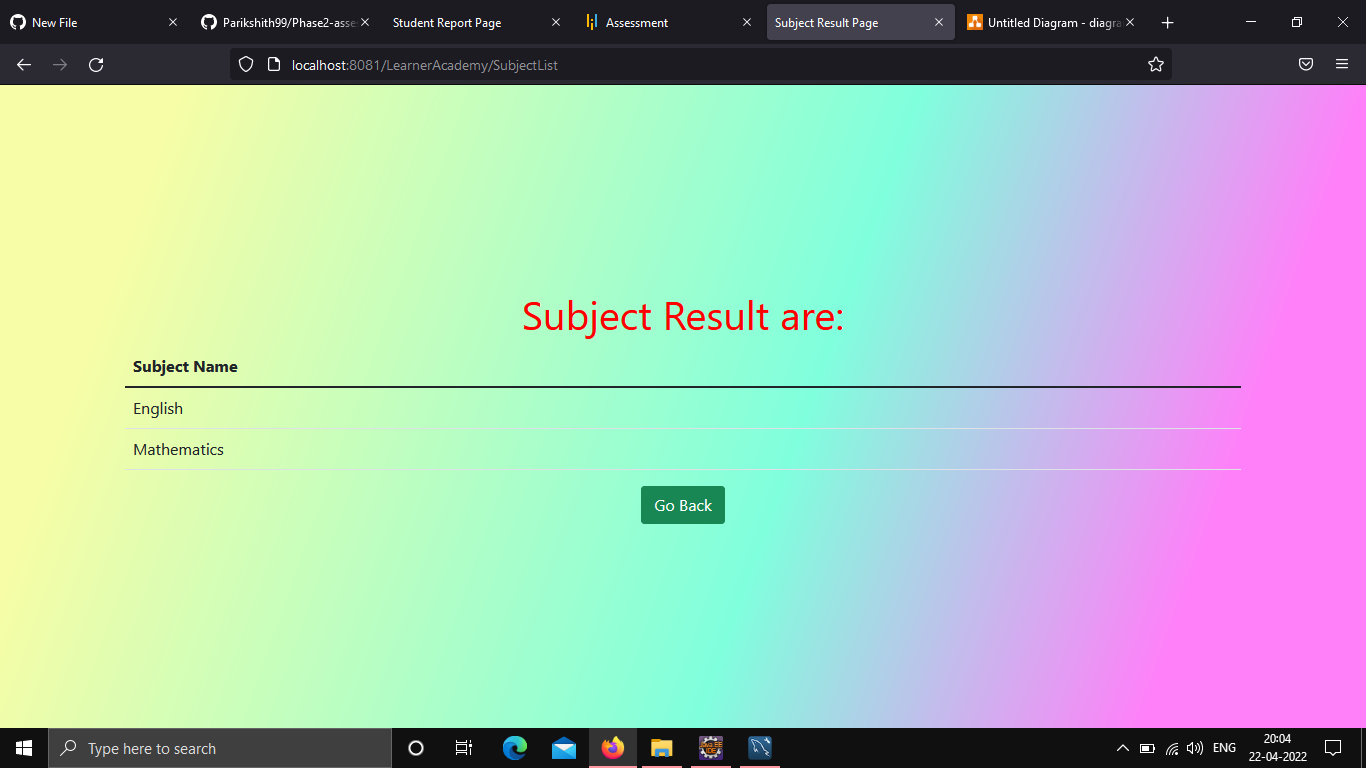 New File
Parikshith99/Phase2-asse
Student Report Page
Assessment
Subject Result Page
Untitled Diagram - diagra
localhost:8081/LearnerAcademy/SubjectList
Subject Result are:
Subject Name
English
Mathematics
Go Back
Type here to search
ENG
20:04
22-04-2022